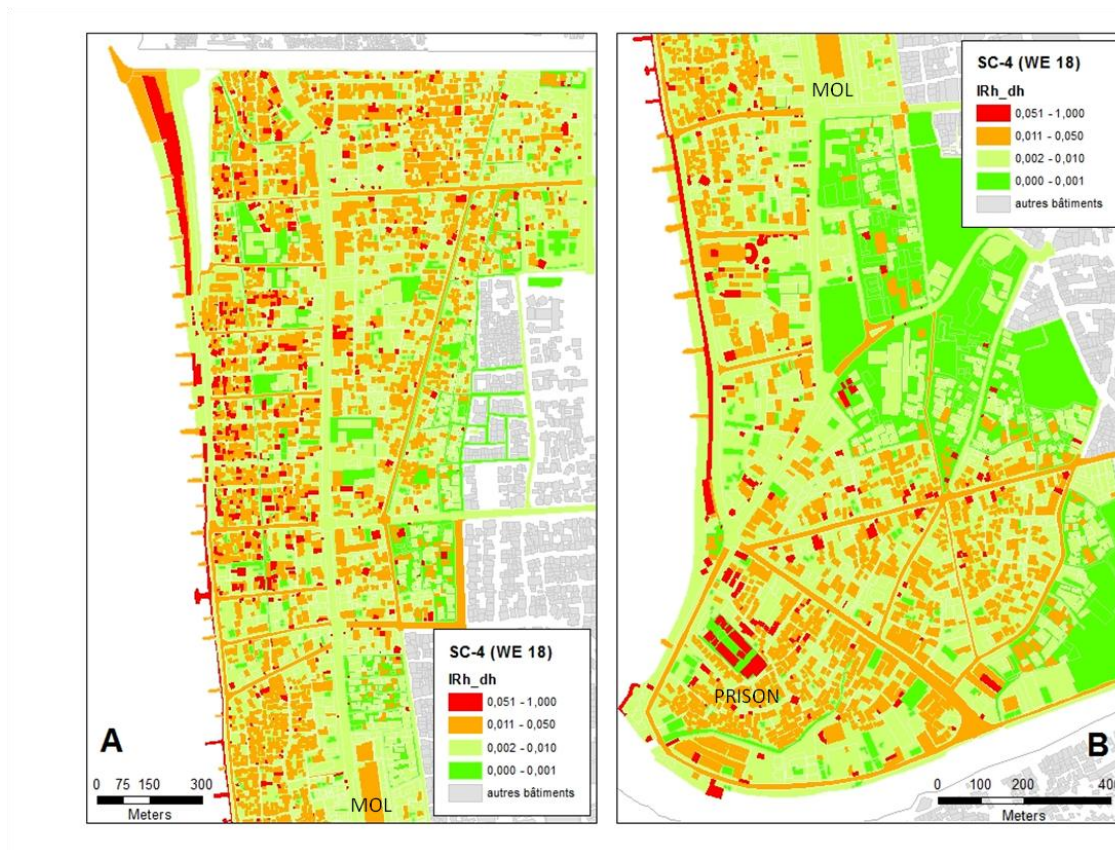 MOL
SC-4 (WE 18)
IRh_dh
0,051 - 1,000
0,011 - 0,050
0,002 - 0,010
0,000 - 0,001
autres bâtiments
A
0 75 150 300
Meters
MOL
SC-4 (WE 18)
IRh_dh
0,051 - 1,000
0,011 - 0,050
0,002 - 0,010
0,000 - 0,001
autres bâtiments
PRISON
B
0 100 200 400
Meters